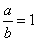 a/b = 1